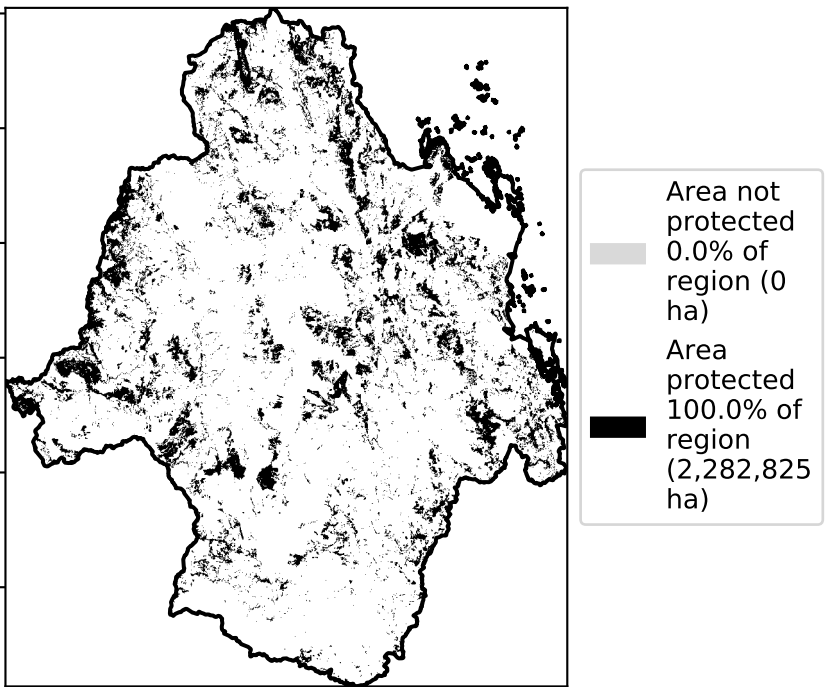 Area not
protected
0.0% of
region (0
ha)
Area
protected
100.0% of
region
(2,282,825
ha)